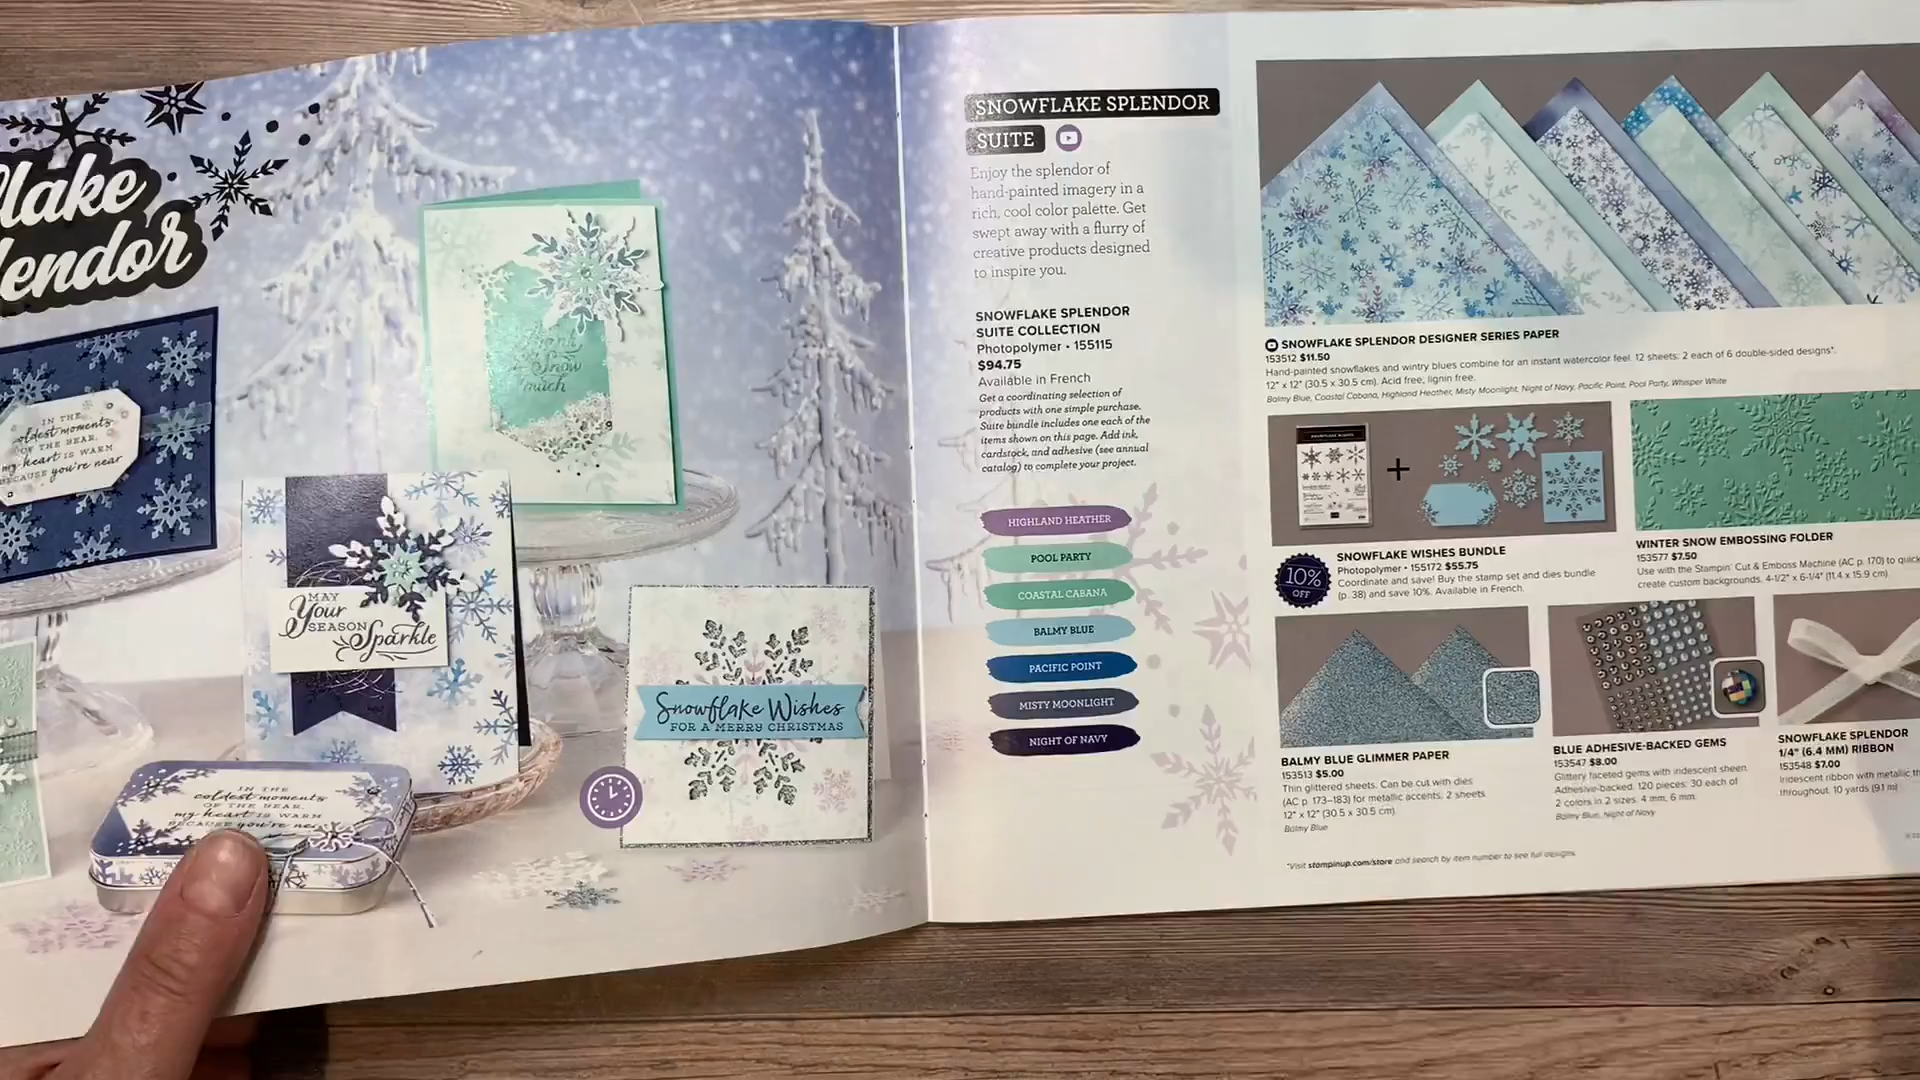 lake
lendor
IN THE
coldest moments
OF THE YEAR,
my heart IS WARM
BECAUSE you're near
MAY
Your
SEASON
Sparkle
Snowflake Wishes
FOR A MERRY CHRISTMAS
IN THE
coldest moments
OF THE YEAR,
my heart IS WARM
BECAUSE you're
SNOWFLAKE SPLENDOR
SUITE
Enjoy the splendor of
hand-painted imagery in a
rich, cool color palette. Get
swept away with a flurry of
creative products designed
to inspire you.
SNOWFLAKE SPLENDOR
SUITE COLLECTION
Photopolymer • 155115
$94.75
Available in French
Get a coordinating selection of
products with one simple purchase.
Suite bundle includes one each of the
items shown on this page. Add ink,
cardstock, and adhesive (see annual
catalog) to complete your project.
HIGHLAND HEATHER
POOL PARTY
COASTAL CABANA
BALMY BLUE
PACIFIC POINT
MISTY MOONLIGHT
NIGHT OF NAVY
SNOWFLAKE SPLENDOR DESIGNER SERIES PAPER
153512 $11.50
Hand-painted snowflakes and wintry blues combine for an instant watercolor feel. 12 sheets: 2 each of 6 double-sided designs*.
12" x 12" (30.5 x 30.5 cm). Acid free, lignin free.
Balmy Blue, Coastal Cabana, Highland Heather, Misty Moonlight, Night of Navy, Pacific Point, Pool Party, Whisper White
+
10%
OFF
SNOWFLAKE WISHES BUNDLE
Photopolymer • 155172 $55.75
Coordinate and save! Buy the stamp set and dies bundle
(p. 38) and save 10%. Available in French.
WINTER SNOW EMBOSSING FOLDER
153577 $7.50
Use with the Stampin' Cut & Emboss Machine (AC p. 170) to quick
create custom backgrounds. 4-1/2" x 6-1/4" (11.4 x 15.9 cm)
BALMY BLUE GLIMMER PAPER
153513 $5.00
Thin glittered sheets. Can be cut with dies
(AC p. 173–183) for metallic accents. 2 sheets
12" x 12" (30.5 x 30.5 cm).
Balmy Blue
BLUE ADHESIVE-BACKED GEMS
153547 $8.00
Glittery faceted gems with iridescent sheen.
Adhesive-backed. 120 pieces: 30 each of
2 colors in 2 sizes. 4 mm, 6 mm.
Balmy Blue, Night of Navy
SNOWFLAKE SPLENDOR
1/4" (6.4 MM) RIBBON
153548 $7.00
Iridescent ribbon with metallic th
throughout. 10 yards (9.1 m)
*Visit stampinup.com/store and search by item number to see full designs.